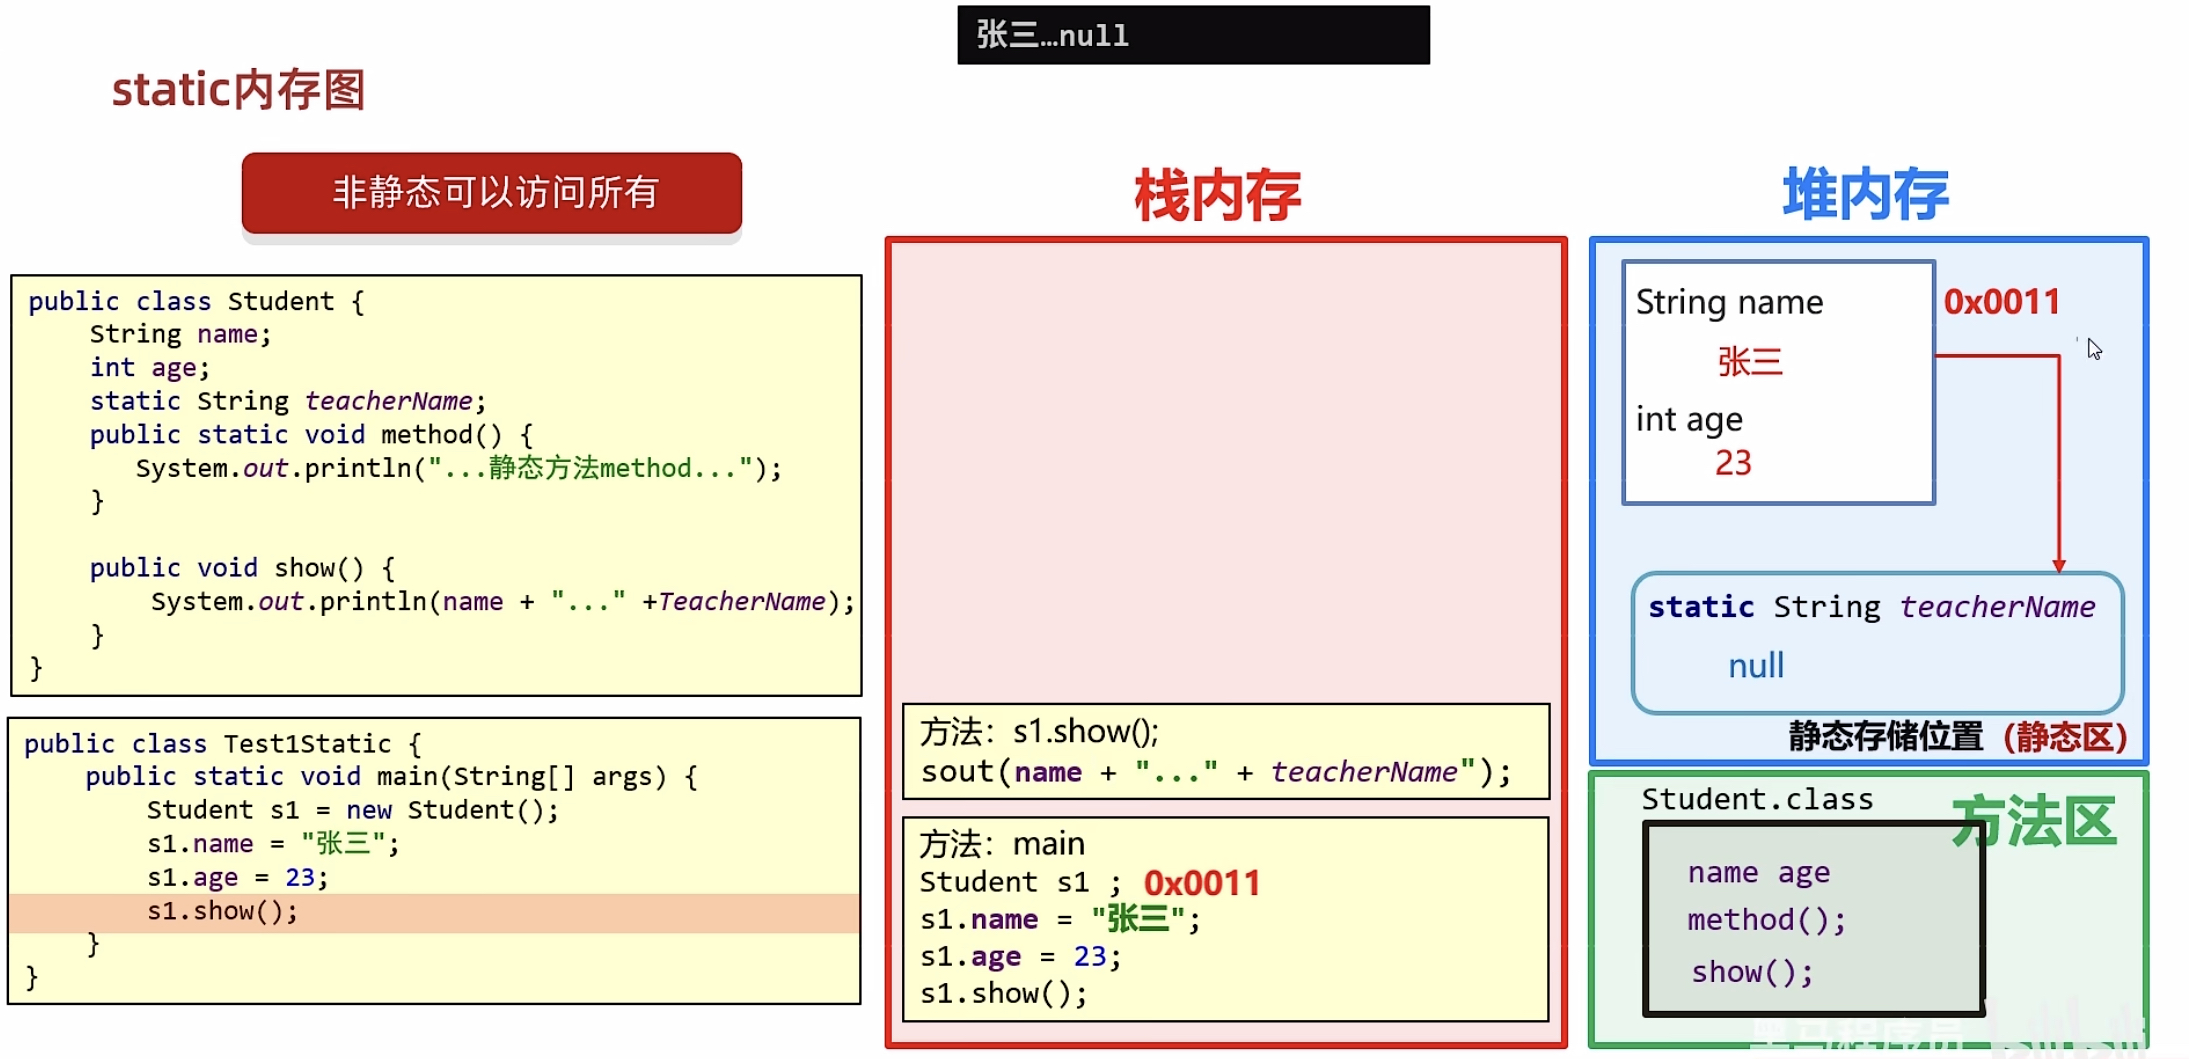 张三…null
static内存图
非静态可以访问所有
public class Student {
String name;
int age;
static String teacherName;
public static void method() {
System.out.println("...静态方法method...");
}
public void show() {
System.out.println(name + "..." +TeacherName);
}
}
public class Test1Static {
public static void main(String[] args) {
Student s1 = new Student();
s1.name = "张三";
s1.age = 23;
s1.show();
}
}
栈内存
方法：s1.show();
sout(name + "..." + teacherName");
方法：main
Student s1 ; 0x0011
s1.name = "张三";
s1.age = 23;
s1.show();
堆内存
String name
0x0011
张三
int age
23
static String teacherName
null
静态存储位置（静态区）
Student.class
方法区
name age
method();
show();
黑马程序员